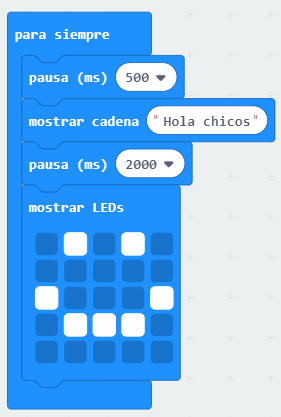 para siempre
pausa (ms) 500
mostrar cadena "Hola chicos"
pausa (ms) 2000
mostrar LEDs